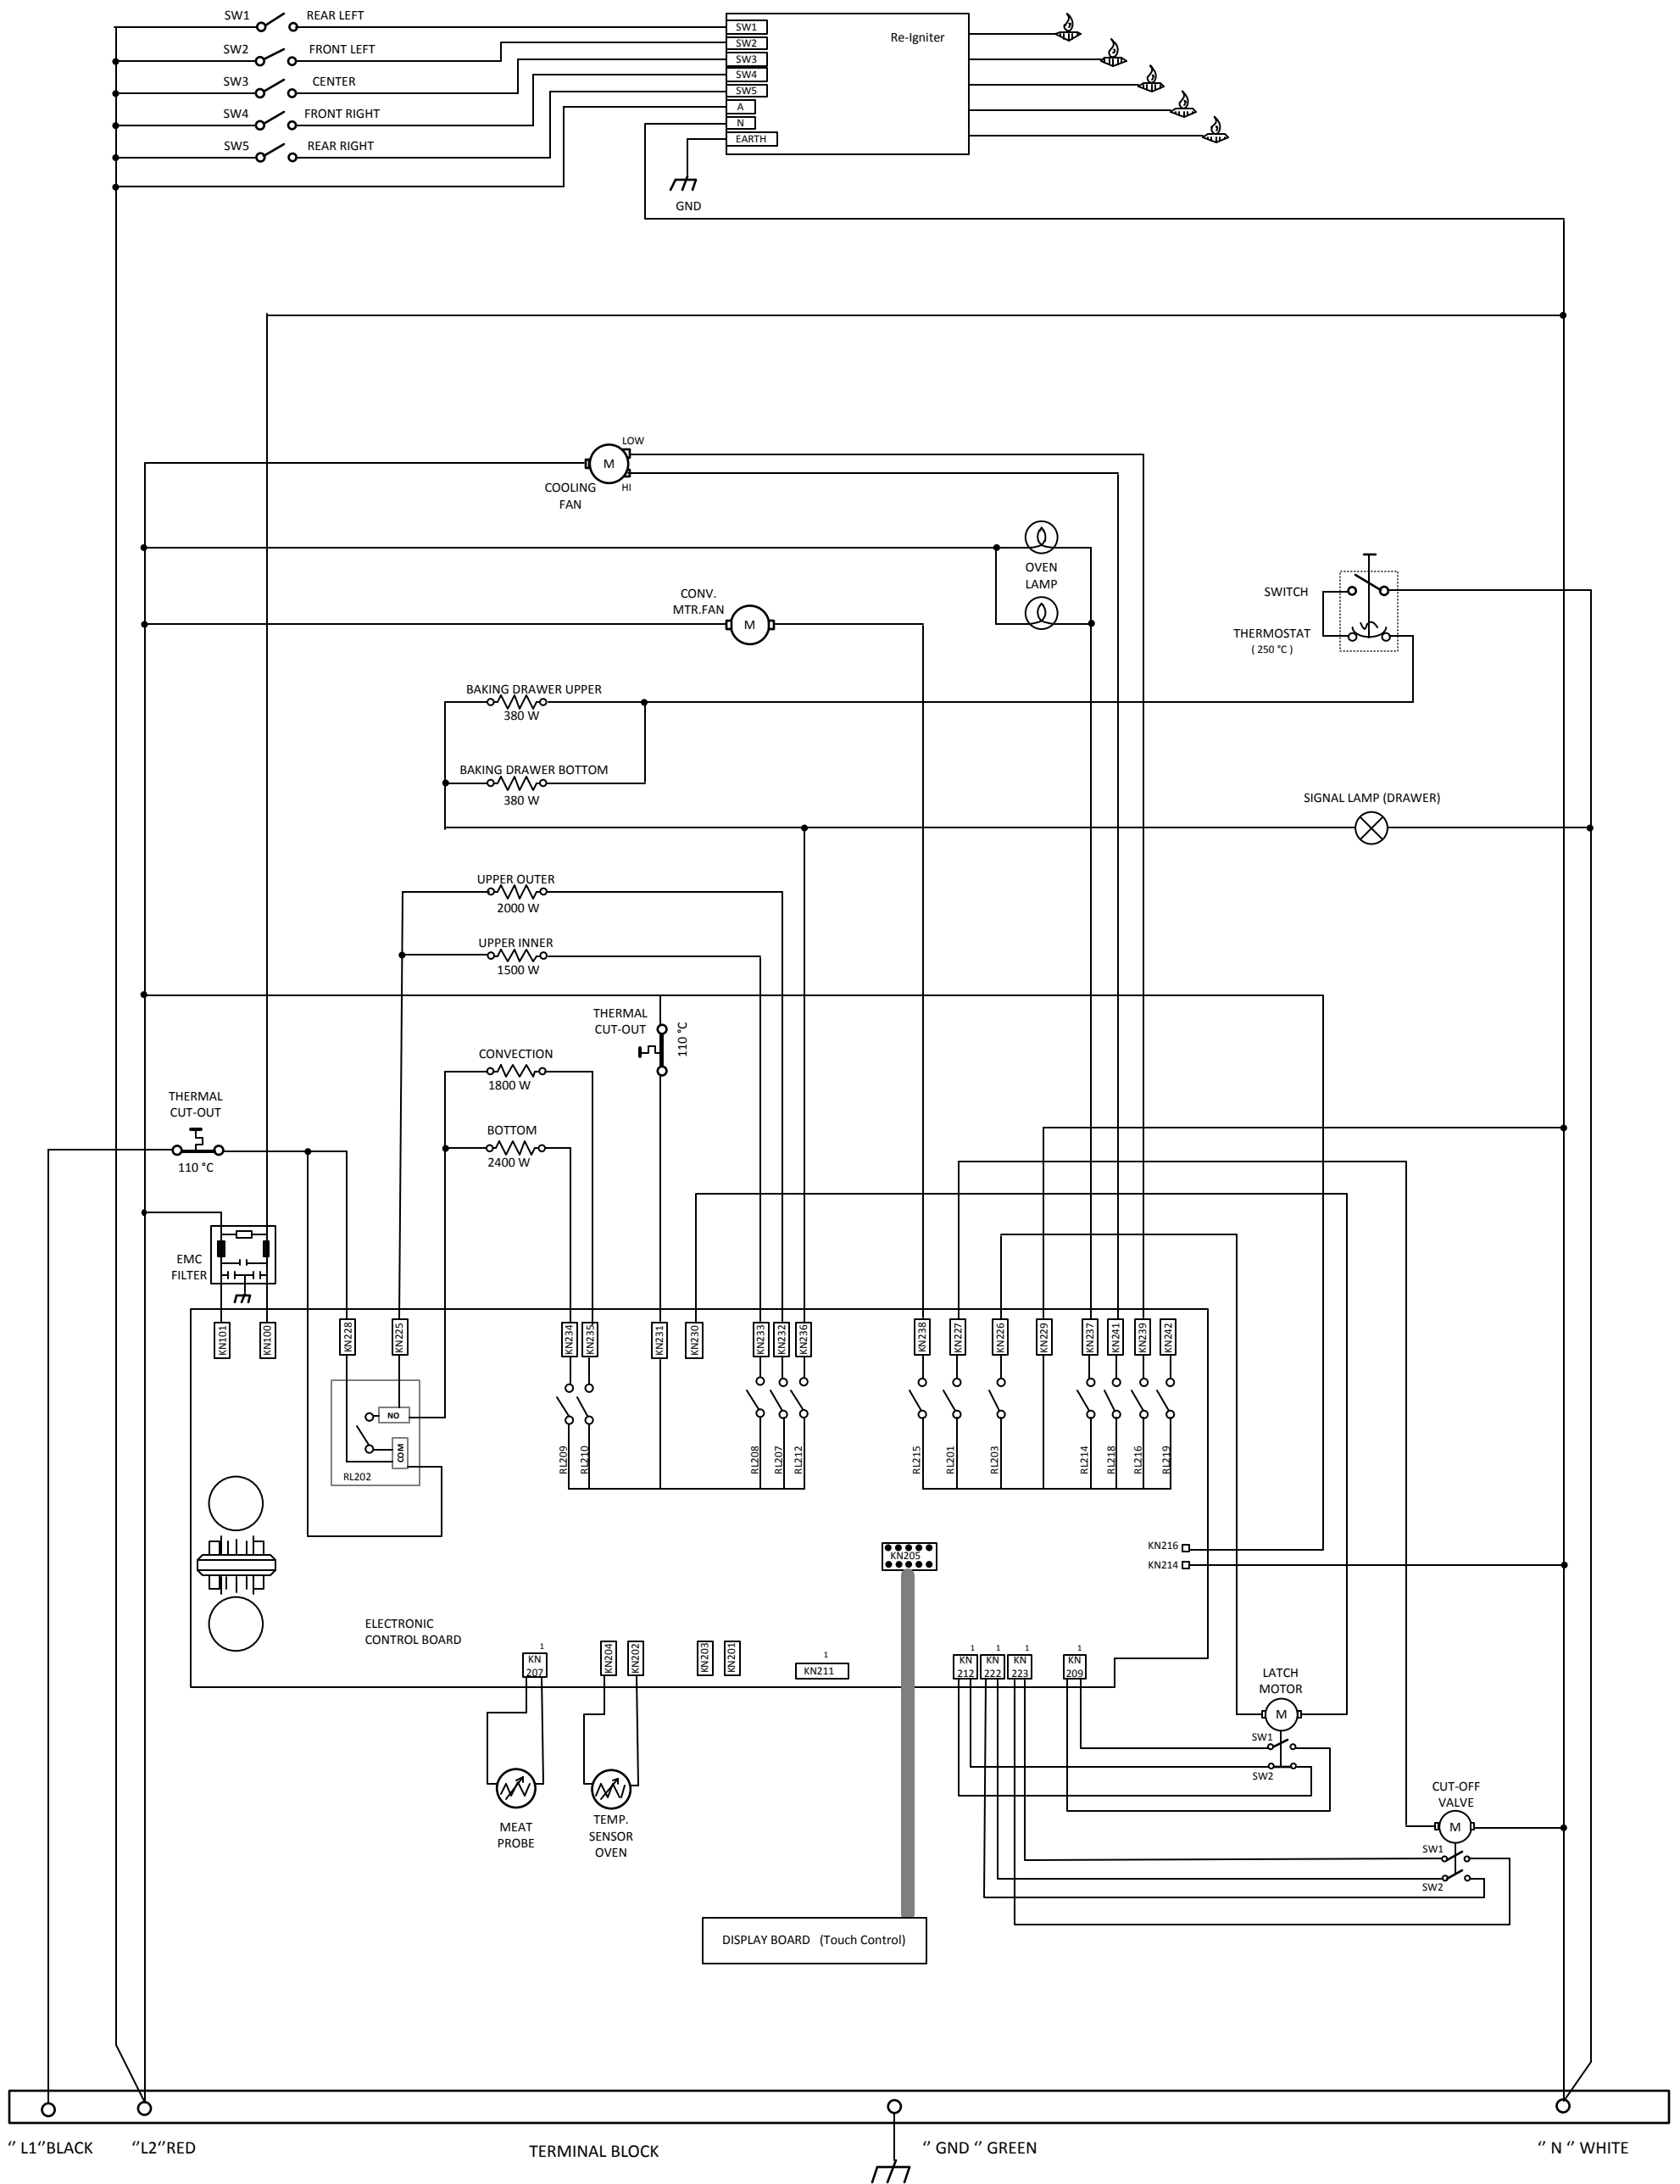 SW1 REAR LEFT
SW2 FRONT LEFT
SW3 CENTER
SW4 FRONT RIGHT
SW5 REAR RIGHT
SW1
SW2
SW3
SW4
SW5
A
N
EARTH
Re-Igniter
GND
LOW
M
HI
COOLING
FAN
OVEN
LAMP
CONV.
MTR.FAN
M
SWITCH
THERMOSTAT
( 250 °C )
BAKING DRAWER UPPER
380 W
BAKING DRAWER BOTTOM
380 W
SIGNAL LAMP (DRAWER)
UPPER OUTER
2000 W
UPPER INNER
1500 W
THERMAL
CUT-OUT
110 °C
CONVECTION
1800 W
BOTTOM
2400 W
THERMAL
CUT-OUT
110 °C
EMC
FILTER
KN101
KN100
KN228
KN225
KN234
KN235
KN231
KN230
KN233
KN232
KN236
KN238
KN227
KN226
KN229
KN237
KN241
KN239
KN242
NO
COM
RL202
RL209
RL210
RL208
RL207
RL212
RL215
RL201
RL203
RL214
RL218
RL216
RL219
KN205
KN216
KN214
ELECTRONIC
CONTROL BOARD
1
KN
207
KN204
KN202
KN203
KN201
1
KN211
1
KN
212
1
KN
222
1
KN
223
1
KN
209
LATCH
MOTOR
M
SW1
SW2
CUT-OFF
VALVE
M
SW1
SW2
MEAT
PROBE
TEMP.
SENSOR
OVEN
DISPLAY BOARD (Touch Control)
″ L1″BLACK
″L2″RED
TERMINAL BLOCK
″ GND ″ GREEN
″ N ″ WHITE